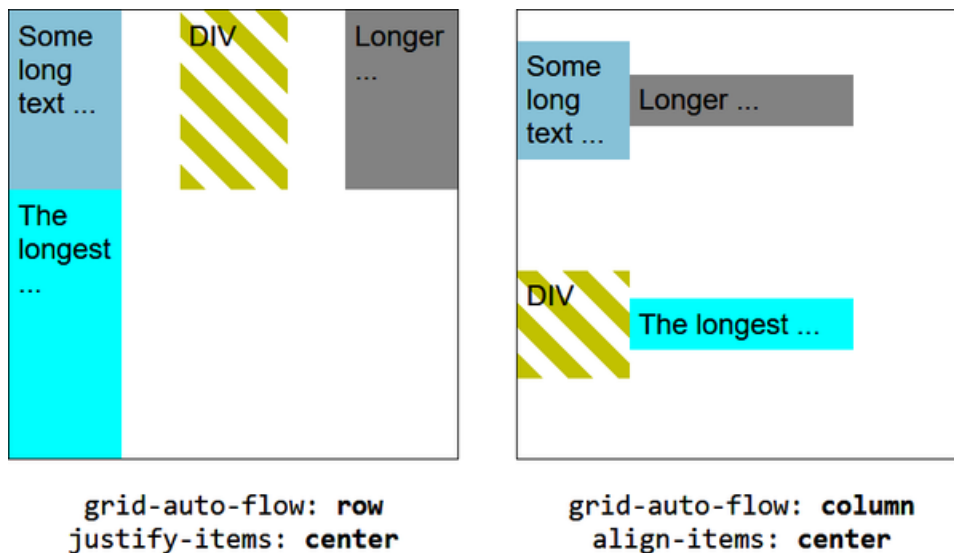 Some
long
text ...
DIV
Longer
...
The
longest
...
grid-auto-flow: row
justify-items: center
Some
long
text ...
Longer ...
DIV
The longest ...
grid-auto-flow: column
align-items: center